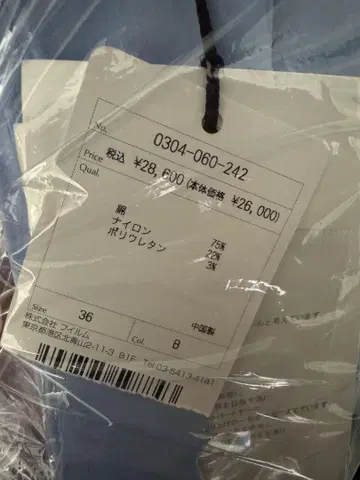 No. 0304-060-242
Price 税込 ¥28,600(本体価格 ¥26,000)
Qual.
綿 75%
ナイロン 22%
ポリウレタン 3%
中国製
Size 36 Col. B
株式会社 フイルム
東京都港区北青山2-11-3 B1F Tel 03-6413-4141